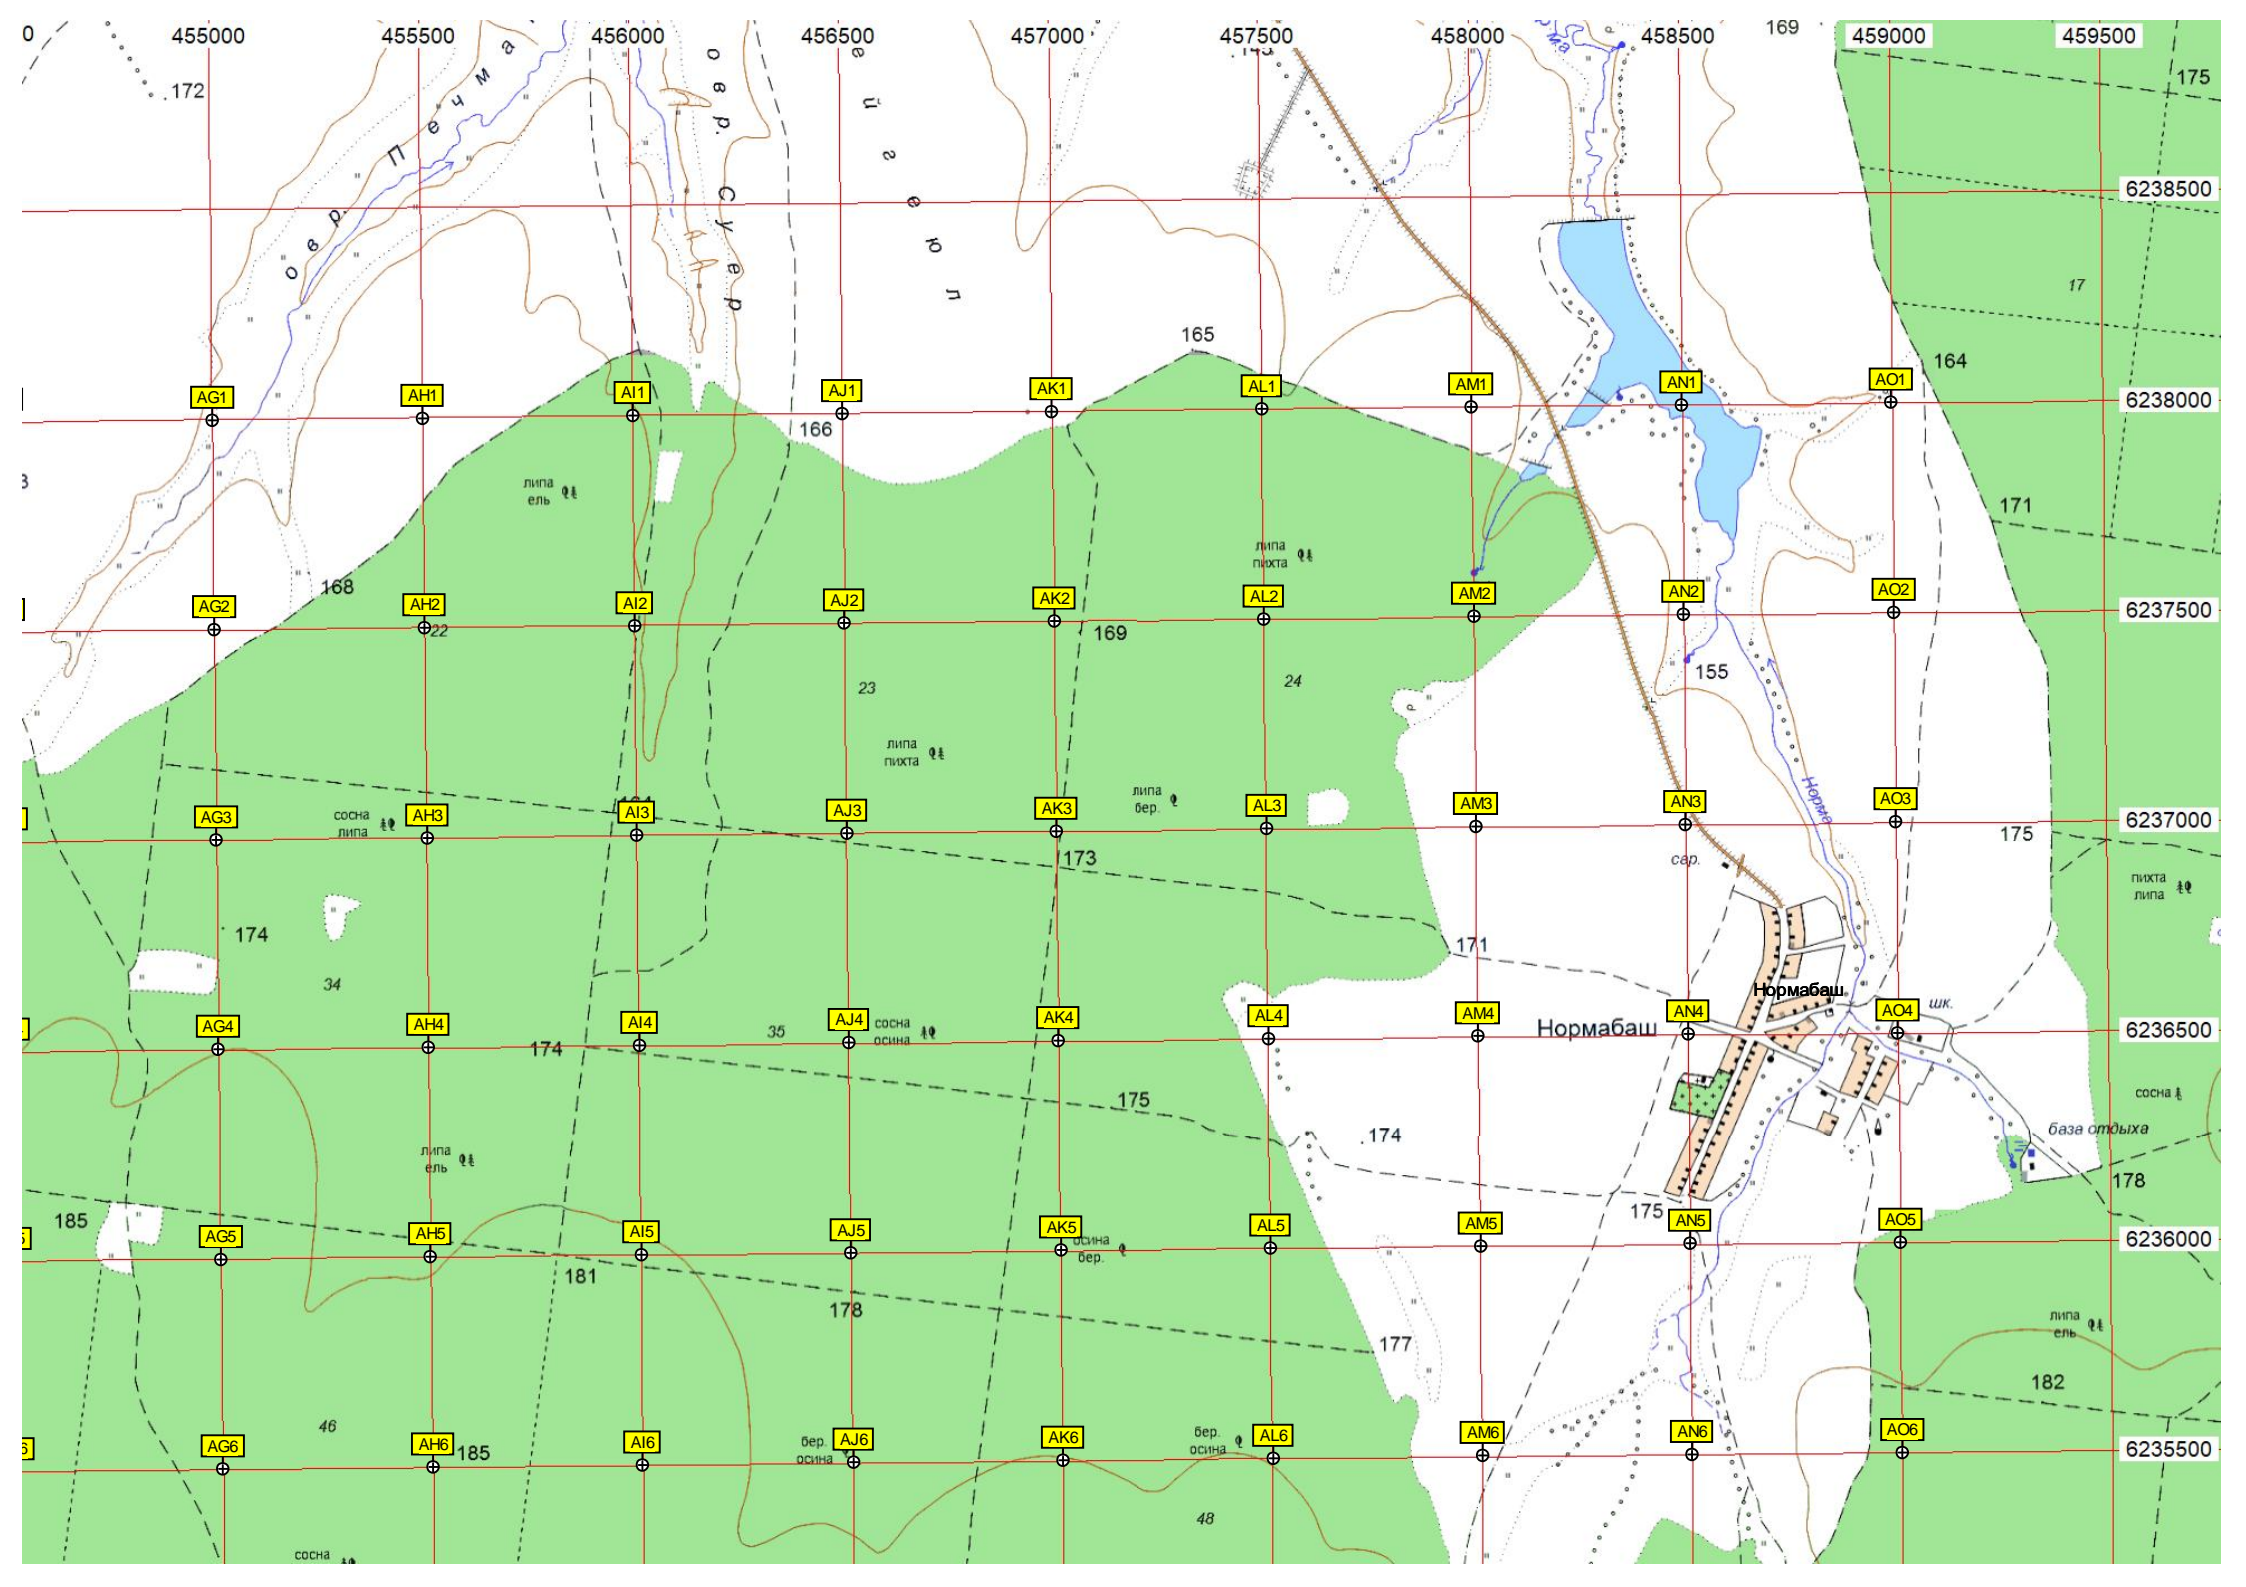 455000 455500 456000 456500 457000 457500 458000 458500 459000 459500
169
175
172
овр. Печма
овр. Суер
6238500
17
165
164
AG1 AH1 AI1 AJ1 AK1 AL1 AM1 AN1 AO1
6238000
166
липа
ель
171
липа
пихта
168
AG2 AH2 AI2 AJ2 AK2 AL2 AM2 AN2 AO2
6237500
22
169
155
23
24
липа
пихта
липа
бер.
Норма
сосна
липа
AG3 AH3 AI3 AJ3 AK3 AL3 AM3 AN3 AO3
6237000
175
173
сар.
пихта
липа
174
171
34
Нормабаш
шк.
AG4 AH4 AI4 AJ4 AK4 AL4 AM4 AN4 AO4
6236500
35
сосна
осина
Нормабаш
174
175
сосна
174
база отдыха
липа
ель
178
185
175
AG5 AH5 AI5 AJ5 AK5 AL5 AM5 AN5 AO5
6236000
осина
бер.
181
178
липа
ель
177
182
46
AG6 AH6 AI6 AJ6 AK6 AL6 AM6 AN6 AO6
6235500
185
бер.
осина
бер.
осина
48
сосна